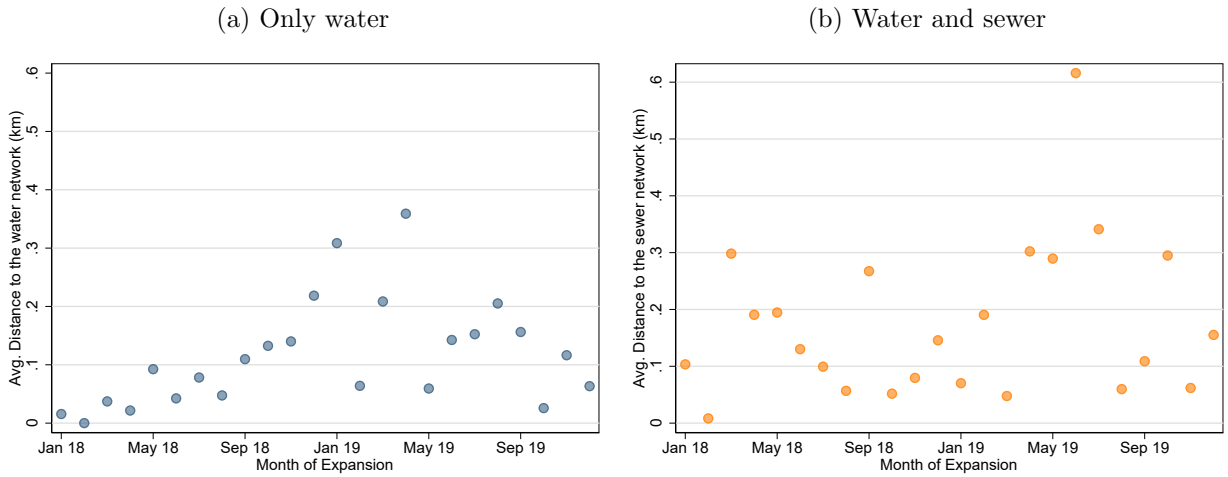 (a) Only water
Avg. Distance to the water network (km)
.6
.5
.4
.3
.2
.1
0
Jan 18 May 18 Sep 18 Jan 19 May 19 Sep 19
Month of Expansion
(b) Water and sewer
Avg. Distance to the sewer network (km)
.6
.5
.4
.3
.2
.1
0
Jan 18 May 18 Sep 18 Jan 19 May 19 Sep 19
Month of Expansion